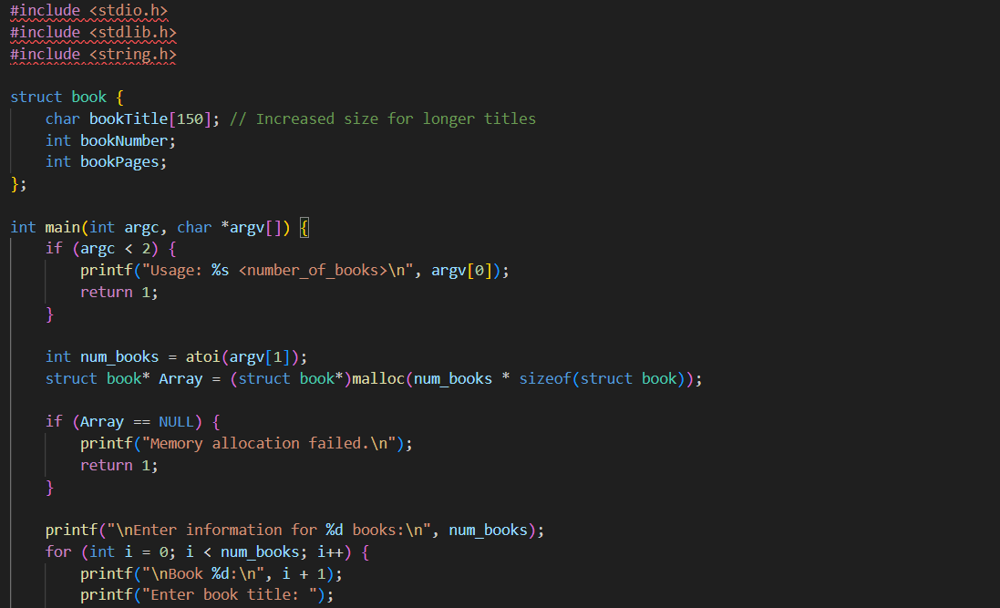 #include <stdio.h>
#include <stdlib.h>
#include <string.h>
struct book {
char bookTitle[150]; // Increased size for longer titles
int bookNumber;
int bookPages;
};
int main(int argc, char *argv[]) {
if (argc < 2) {
printf("Usage: %s <number_of_books>\n", argv[0]);
return 1;
}
int num_books = atoi(argv[1]);
struct book* Array = (struct book*)malloc(num_books * sizeof(struct book));
if (Array == NULL) {
printf("Memory allocation failed.\n");
return 1;
}
printf("\nEnter information for %d books:\n", num_books);
for (int i = 0; i < num_books; i++) {
printf("\nBook %d:\n", i + 1);
printf("Enter book title: ");